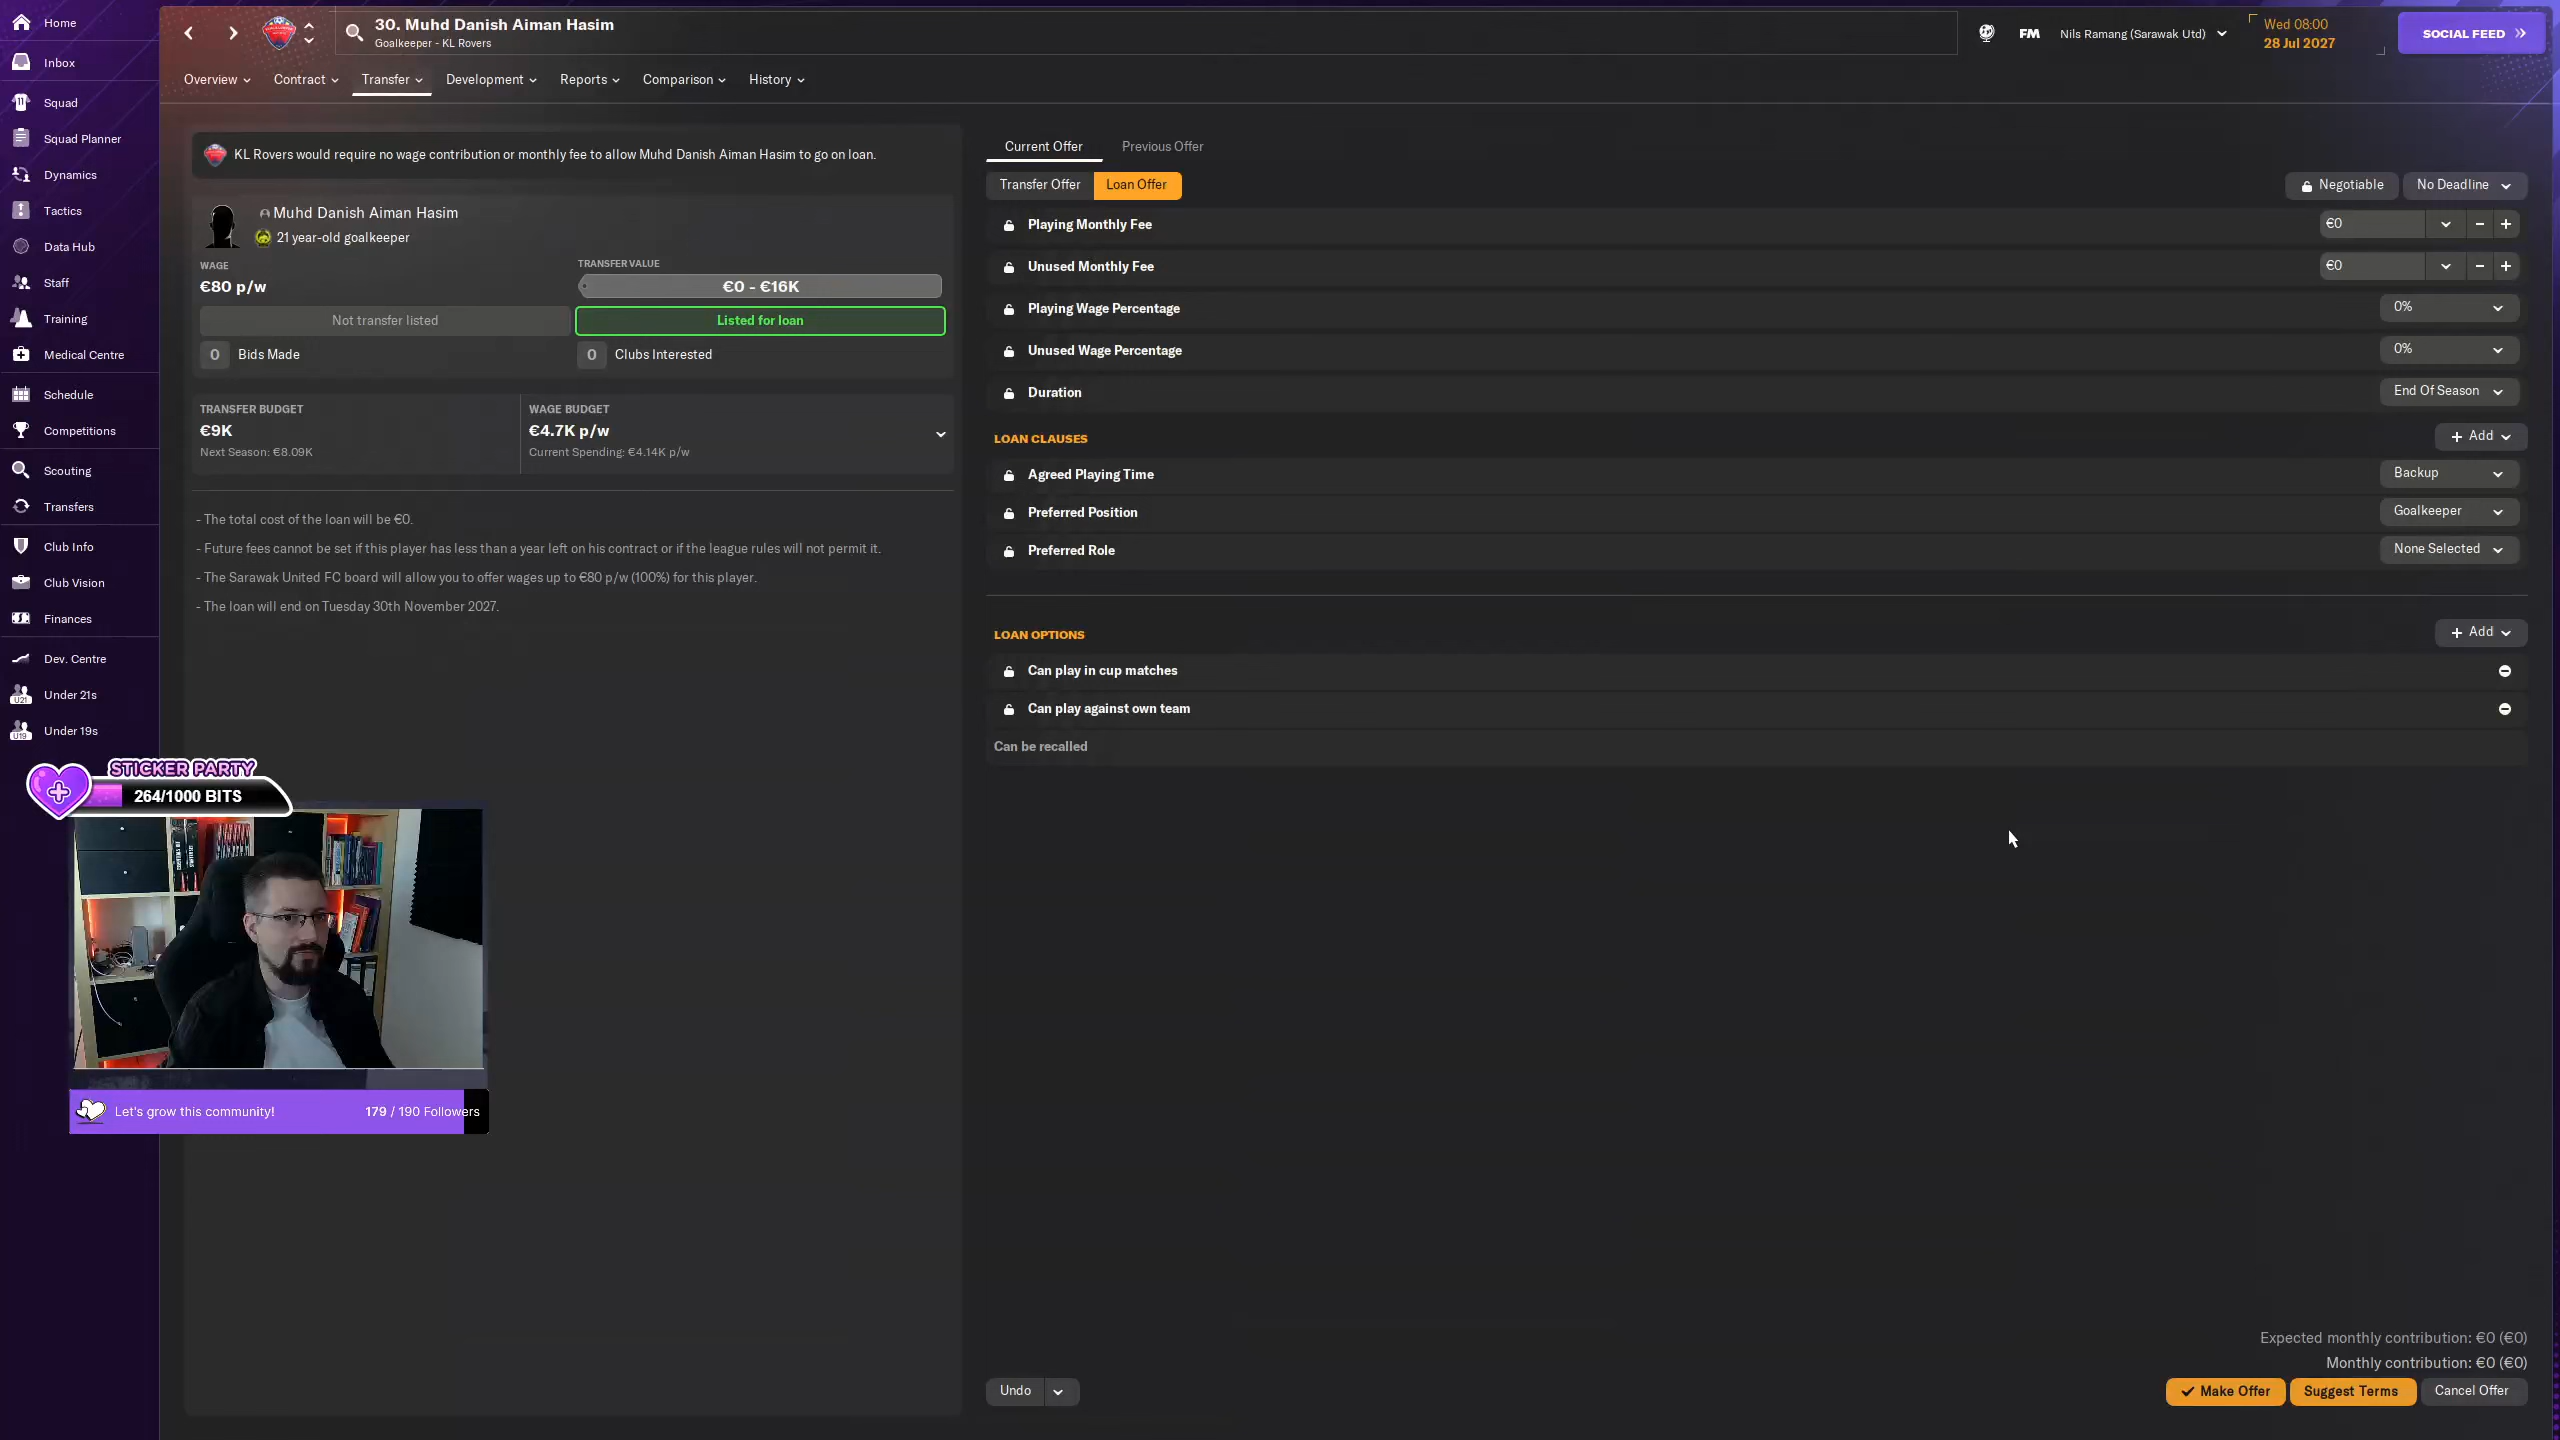 Home
Inbox
Squad
Squad Planner
Dynamics
Tactics
Data Hub
Staff
Training
Medical Centre
Schedule
Competitions
Scouting
Transfers
Club Info
Club Vision
Finances
Dev. Centre
Under 21s
Under 19s
30. Muhd Danish Aiman Hasim
Goalkeeper - KL Rovers
FM
Nils Ramang (Sarawak Utd)
Wed 08:00
28 Jul 2027
SOCIAL FEED
Overview
Contract
Transfer
Development
Reports
Comparison
History
KL Rovers would require no wage contribution or monthly fee to allow Muhd Danish Aiman Hasim to go on loan.
Muhd Danish Aiman Hasim
21 year-old goalkeeper
WAGE
€80 p/w
TRANSFER VALUE
€0 - €16K
Not transfer listed
Listed for loan
0 Bids Made
0 Clubs Interested
TRANSFER BUDGET
€9K
Next Season: €8.09K
WAGE BUDGET
€4.7K p/w
Current Spending: €4.14K p/w
- The total cost of the loan will be €0.
- Future fees cannot be set if this player has less than a year left on his contract or if the league rules will not permit it.
- The Sarawak United FC board will allow you to offer wages up to €80 p/w (100%) for this player.
- The loan will end on Tuesday 30th November 2027.
Current Offer
Previous Offer
Transfer Offer
Loan Offer
Negotiable
No Deadline
Playing Monthly Fee €0
Unused Monthly Fee €0
Playing Wage Percentage 0%
Unused Wage Percentage 0%
Duration End Of Season
LOAN CLAUSES
Add
Agreed Playing Time Backup
Preferred Position Goalkeeper
Preferred Role None Selected
LOAN OPTIONS
Add
Can play in cup matches
Can play against own team
Can be recalled
STICKER PARTY
264/1000 BITS
Let's grow this community! 179 / 190 Followers
Expected monthly contribution: €0 (€0)
Monthly contribution: €0 (€0)
Undo
Make Offer
Suggest Terms
Cancel Offer